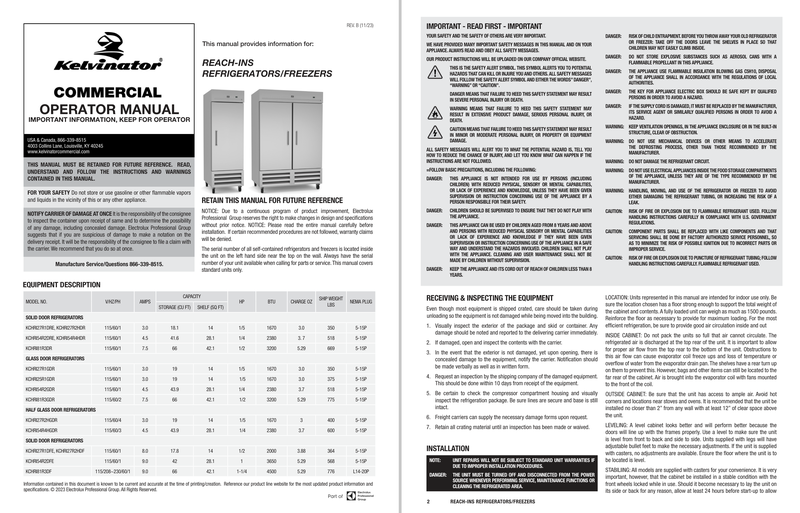 REV. B (11/23)
Kelvinator®
COMMERCIAL
OPERATOR MANUAL
IMPORTANT INFORMATION, KEEP FOR OPERATOR
USA & Canada, 866-339-8515
4003 Collins Lane, Louisville, KY 40245
www.kelvinatorcommercial.com
THIS MANUAL MUST BE RETAINED FOR FUTURE REFERENCE. READ,
UNDERSTAND AND FOLLOW THE INSTRUCTIONS AND WARNINGS
CONTAINED IN THIS MANUAL.
FOR YOUR SAFETY Do not store or use gasoline or other flammable vapors
and liquids in the vicinity of this or any other appliance.
NOTIFY CARRIER OF DAMAGE AT ONCE It is the responsibility of the consignee
to inspect the container upon receipt of same and to determine the possibility
of any damage, including concealed damage. Electrolux Professional Group
suggests that if you are suspicious of damage to make a notation on the
delivery receipt. It will be the responsibility of the consignee to file a claim with
the carrier. We recommend that you do so at once.
Manufacture Service/Questions 866-339-8515.
This manual provides information for:
REACH-INS
REFRIGERATORS/FREEZERS
RETAIN THIS MANUAL FOR FUTURE REFERENCE
NOTICE: Due to a continuous program of product improvement, Electrolux
Professional Group reserves the right to make changes in design and specifications
without prior notice. NOTICE: Please read the entire manual carefully before
installation. If certain recommended procedures are not followed, warranty claims
will be denied.
The serial number of all self-contained refrigerators and freezers is located inside
the unit on the left hand side near the top on the wall. Always have the serial
number of your unit available when calling for parts or service. This manual covers
standard units only.
EQUIPMENT DESCRIPTION
MODEL NO. V/HZ/PH AMPS CAPACITY STORAGE (CU FT) SHELF (SQ FT) HP BTU CHARGE OZ SHIP WEIGHT LBS NEMA PLUG
SOLID DOOR REFRIGERATORS
KCHRI27R1DRE, KCHRI27R2HDR 115/60/1 3.0 18.1 14 1/5 1670 3.0 350 5-15P
KCHRI54R2DRE, KCHRI54R4HDR 115/60/1 4.5 41.6 28.1 1/4 2380 3. 7 518 5-15P
KCHRI81R3DR 115/60/1 7.5 66 42.1 1/2 3200 5.29 669 5-15P
GLASS DOOR REFRIGERATORS
KCHRI27R1GDR 115/60/1 3.0 19 14 1/5 1670 3.0 350 5-15P
KCHRI29R1GDR 115/60/1 3.0 19 14 1/5 1670 3.0 375 5-15P
KCHRI54R2GDR 115/60/1 4.5 43.9 28.1 1/4 2380 3.7 518 5-15P
KCHRI81R3GDR 115/60/2 7.5 66 42.1 1/2 3200 5.29 775 5-15P
HALF GLASS DOOR REFRIGERATORS
KCHRI27R2HGDR 115/60/4 3.0 19 14 1/5 1670 3 400 5-15P
KCHRI54R4HGDR 115/60/1 4.5 43.9 28.1 1/4 2380 3.7 600 5-15P
SOLID DOOR REFRIGERATORS
KCHRI27R1DFE, KCHRI27R2HDF 115/60/1 8.0 17.8 14 1/2 2000 3.88 364 5-15P
KCHRI54R2DFE 115/60/1 9.0 42 28.1 1 3650 5.29 568 5-15P
KCHRI81R3DF 115/208~230/60/1 9.0 66 42.1 1-1/4 4500 5.29 776 L14-20P
Information contained in this document is known to be current and accurate at the time of printing/creation. Reference our product line website for the most updated product information and
specifications. © 2023 Electrolux Professional Group. All Rights Reserved.
Part of Electrolux Professional Group
IMPORTANT - READ FIRST - IMPORTANT
YOUR SAFETY AND THE SAFETY OF OTHERS ARE VERY IMPORTANT.
WE HAVE PROVIDED MANY IMPORTANT SAFETY MESSAGES IN THIS MANUAL AND ON YOUR
APPLIANCE. ALWAYS READ AND OBEY ALL SAFETY MESSAGES.
OUR PRODUCT INSTRUCTIONS WILL BE UPLOADED ON OUR COMPANY OFFICIAL WEBSITE.
THIS IS THE SAFETY ALERT SYMBOL. THIS SYMBOL ALERTS YOU TO POTENTIAL
HAZARDS THAT CAN KILL OR INJURE YOU AND OTHERS. ALL SAFETY MESSAGES
WILL FOLLOW THE SAFETY ALERT SYMBOL AND EITHER THE WORDS" DANGER",
"WARNING" OR "CAUTION".
DANGER MEANS THAT FAILURE TO HEED THIS SAFETY STATEMENT MAY RESULT
IN SEVERE PERSONAL INJURY OR DEATH.
WARNING MEANS THAT FAILURE TO HEED THIS SAFETY STATEMENT MAY
RESULT IN EXTENSIVE PRODUCT DAMAGE, SERIOUS PERSONAL INJURY, OR
DEATH.
CAUTION MEANS THAT FAILURE TO HEED THIS SAFETY STATEMENT MAY RESULT
IN MINOR OR MODERATE PERSONAL INJURY, OR PROPERTY OR EQUIPMENT
DAMAGE.
ALL SAFETY MESSAGES WILL ALERT YOU TO WHAT THE POTENTIAL HAZARD IS, TELL YOU
HOW TO REDUCE THE CHANCE OF INJURY, AND LET YOU KNOW WHAT CAN HAPPEN IF THE
INSTRUCTIONS ARE NOT FOLLOWED.
>FOLLOW BASIC PRECAUTIONS, INCLUDING THE FOLLOWING:
DANGER: THIS APPLIANCE IS NOT INTENDED FOR USE BY PERSONS (INCLUDING
CHILDREN) WITH REDUCED PHYSICAL, SENSORY OR MENTAL CAPABILITIES,
OR LACK OF EXPERIENCE AND KNOWLEDGE, UNLESS THEY HAVE BEEN GIVEN
SUPERVISION OR INSTRUCTION CONCERNING USE OF THE APPLIANCE BY A
PERSON RESPONSIBLE FOR THEIR SAFETY.
DANGER: CHILDREN SHOULD BE SUPERVISED TO ENSURE THAT THEY DO NOT PLAY WITH
THE APPLIANCE.
DANGER: THIS APPLIANCE CAN BE USED BY CHILDREN AGED FROM 8 YEARS AND ABOVE
AND PERSONS WITH REDUCED PHYSICAL, SENSORY OR MENTAL CAPABILITIES
OR LACK OF EXPERIENCE AND KNOWLEDGE IF THEY HAVE BEEN GIVEN
SUPERVISION OR INSTRUCTION CONCERNING USE OF THE APPLIANCE IN A SAFE
WAY AND UNDERSTAND THE HAZARDS INVOLVED. CHILDREN SHALL NOT PLAY
WITH THE APPLIANCE. CLEANING AND USER MAINTENANCE SHALL NOT BE
MADE BY CHILDREN WITHOUT SUPERVISION.
DANGER: KEEP THE APPLIANCE AND ITS CORD OUT OF REACH OF CHILDREN LESS THAN 8
YEARS.
DANGER: RISK OF CHILD ENTRAPMENT. BEFORE YOU THROW AWAY YOUR OLD REFRIGERATOR
OR FREEZER: TAKE OFF THE DOORS LEAVE THE SHELVES IN PLACE SO THAT
CHILDREN MAY NOT EASILY CLIMB INSIDE.
DANGER: DO NOT STORE EXPLOSIVE SUBSTANCES SUCH AS AEROSOL CANS WITH A
FLAMMABLE PROPELLANT IN THIS APPLIANCE.
DANGER: THE APPLIANCE USE FLAMMABLE INSULATION BLOWING GAS C5H10, DISPOSAL
OF THE APPLIANCE SHALL IN ACCORDANCE WITH THE REGULATIONS OF LOCAL
AUTHORITIES.
DANGER: THE KEY FOR APPLIANCE ELECTRIC BOX SHOULD BE SAFE KEPT BY QUALIFIED
PERSONS IN ORDER TO AVOID A HAZARD.
DANGER: IF THE SUPPLY CORD IS DAMAGED, IT MUST BE REPLACED BY THE MANUFACTURER,
ITS SERVICE AGENT OR SIMILARLY QUALIFIED PERSONS IN ORDER TO AVOID A
HAZARD.
WARNING: KEEP VENTILATION OPENINGS, IN THE APPLIANCE ENCLOSURE OR IN THE BUILT-IN
STRUCTURE, CLEAN OF OBSTRUCTION.
WARNING: DO NOT USE MECHANICAL DEVICES OR OTHER MEANS TO ACCELERATE
THE DEFROSTING PROCESS, OTHER THAN THOSE RECOMMENDED BY THE
MANUFACTURER.
WARNING: DO NOT DAMAGE THE REFRIGERANT CIRCUIT.
WARNING: DO NOT USE ELECTRICAL APPLIANCES INSIDE THE FOOD STORAGE COMPARTMENTS
OF THE APPLIANCE, UNLESS THEY ARE OF THE TYPE RECOMMENDED BY THE
MANUFACTURER.
WARNING: HANDLING, MOVING, AND USE OF THE REFRIGERATOR OR FREEZER TO AVOID
EITHER DAMAGING THE REFRIGERANT TUBING, OR INCREASING THE RISK OF A
LEAK.
CAUTION: RISK OF FIRE OR EXPLOSION DUE TO FLAMMABLE REFRIGERANT USED. FOLLOW
HANDLING INSTRUCTIONS CAREFULLY IN COMPLIANCE WITH U.S. GOVERNMENT
REGULATIONS.
CAUTION: COMPONENT PARTS SHALL BE REPLACED WITH LIKE COMPONENTS AND THAT
SERVICING SHALL BE DONE BY FACTORY AUTHORIZED SERVICE PERSONNEL, SO
AS TO MINIMIZE THE RISK OF POSSIBLE IGNITION DUE TO INCORRECT PARTS OR
IMPROPER SERVICE.
CAUTION: RISK OF FIRE OR EXPLOSION DUE TO PUNCTURE OF REFRIGERANT TUBING; FOLLOW
HANDLING INSTRUCTIONS CAREFULLY. FLAMMABLE REFRIGERANT USED.
RECEIVING & INSPECTING THE EQUIPMENT
Even though most equipment is shipped crated, care should be taken during
unloading so the equipment is not damaged while being moved into the building.
1. Visually inspect the exterior of the package and skid or container. Any
damage should be noted and reported to the delivering carrier immediately.
2. If damaged, open and inspect the contents with the carrier.
3. In the event that the exterior is not damaged, yet upon opening, there is
concealed damage to the equipment, notify the carrier. Notification should
be made verbally as well as in written form.
4. Request an inspection by the shipping company of the damaged equipment.
This should be done within 10 days from receipt of the equipment.
5. Be certain to check the compressor compartment housing and visually
inspect the refrigeration package. Be sure lines are secure and base is still
intact.
6. Freight carriers can supply the necessary damage forms upon request.
7. Retain all crating material until an inspection has been made or waived.
INSTALLATION
NOTE: UNIT REPAIRS WILL NOT BE SUBJECT TO STANDARD UNIT WARRANTIES IF
DUE TO IMPROPER INSTALLATION PROCEDURES.
DANGER: THE UNIT MUST BE TURNED OFF AND DISCONNECTED FROM THE POWER
SOURCE WHENEVER PERFORMING SERVICE, MAINTENANCE FUNCTIONS OR
CLEANING THE REFRIGERATED AREA.
LOCATION: Units represented in this manual are intended for indoor use only. Be
sure the location chosen has a floor strong enough to support the total weight of
the cabinet and contents. A fully loaded unit can weigh as much as 1500 pounds.
Reinforce the floor as necessary to provide for maximum loading. For the most
efficient refrigeration, be sure to provide good air circulation inside and out
INSIDE CABINET: Do not pack the units so full that air cannot circulate. The
refrigerated air is discharged at the top rear of the unit. It is important to allow
for proper air flow from the top rear to the bottom of the unit. Obstructions to
this air flow can cause evaporator coil freeze ups and loss of temperature or
overflow of water from the evaporator drain pan. The shelves have a rear turn up
on them to prevent this. However, bags and other items can still be located to the
far rear of the cabinet. Air is brought into the evaporator coil with fans mounted
to the front of the coil.
OUTSIDE CABINET: Be sure that the unit has access to ample air. Avoid hot
corners and locations near stoves and ovens. It is recommended that the unit be
installed no closer than 2" from any wall with at least 12" of clear space above
the unit.
LEVELING: A level cabinet looks better and will perform better because the
doors will line up with the frames properly. Use a level to make sure the unit
is level from front to back and side to side. Units supplied with legs will have
adjustable bullet feet to make the necessary adjustments. If the unit is supplied
with casters, no adjustments are available. Ensure the floor where the unit is to
be located is level.
STABILING: All models are supplied with casters for your convenience. It is very
important, however, that the cabinet installed in a stable condition with the
front wheels locked while in use. Should it become necessary to lay the unit on
its side or back for any reason, allow at least 24 hours before start-up to allow
2 REACH-INS REFRIGERATORS/FREEZERS